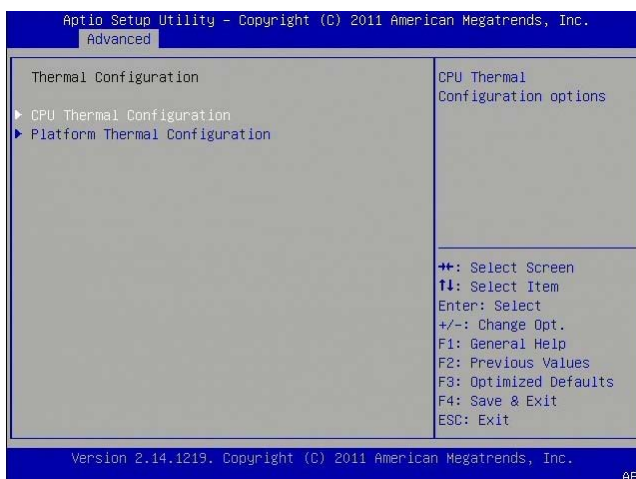 Aptio Setup Utility - Copyright (C) 2011 American Megatrends, Inc.
Advanced
Thermal Configuration
CPU Thermal Configuration
Platform Thermal Configuration
CPU Thermal
Configuration options
→←: Select Screen
↑↓: Select Item
Enter: Select
+/-: Change Opt.
F1: General Help
F2: Previous Values
F3: Optimized Defaults
F4: Save & Exit
ESC: Exit
Version 2.14.1219. Copyright (C) 2011 American Megatrends, Inc.